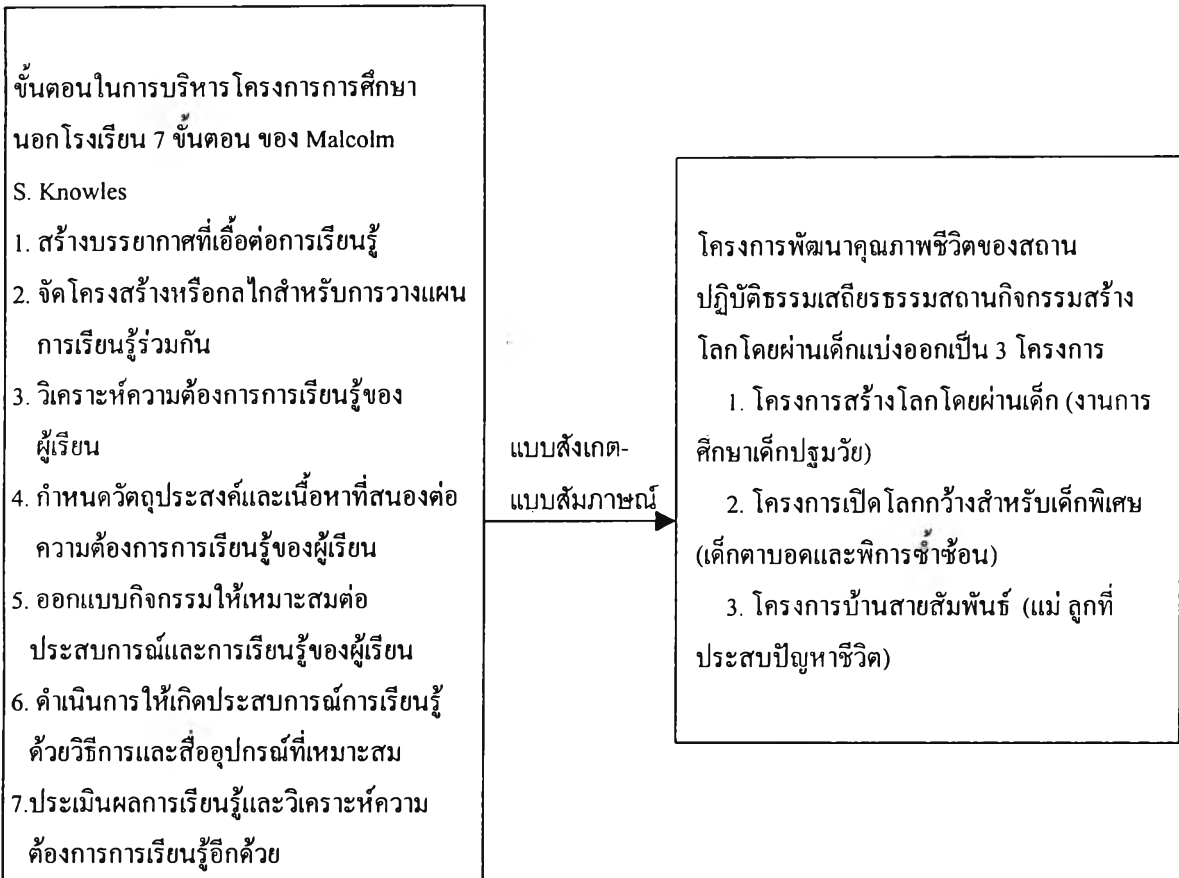 ขั้นตอนในการบริหารโครงการการศึกษา
นอกโรงเรียน 7 ขั้นตอน ของ Malcolm
S. Knowles
1. สร้างบรรยากาศที่เอื้อต่อการเรียนรู้
2. จัดโครงสร้างหรือกลไกสำหรับการวางแผน
การเรียนรู้ร่วมกัน
3. วิเคราะห์ความต้องการการเรียนรู้ของ
ผู้เรียน
4. กำหนดวัตถุประสงค์และเนื้อหาที่สนองต่อ
ความต้องการการเรียนรู้ของผู้เรียน
5. ออกแบบกิจกรรมให้เหมาะสมต่อ
ประสบการณ์และการเรียนรู้ของผู้เรียน
6. ดำเนินการให้เกิดประสบการณ์การเรียนรู้
ด้วยวิธีการและสื่ออุปกรณ์ที่เหมาะสม
7.ประเมินผลการเรียนรู้และวิเคราะห์ความ
ต้องการการเรียนรู้อีกด้วย
แบบสังเกต-
แบบสัมภาษณ์
โครงการพัฒนาคุณภาพชีวิตของสถาน
ปฏิบัติธรรมเสถียรธรรมสถานกิจกรรมสร้าง
โลกโดยผ่านเด็กแบ่งออกเป็น 3 โครงการ
1. โครงการสร้างโลกโดยผ่านเด็ก (งานการ
ศึกษาเด็กปฐมวัย)
2. โครงการเปิดโลกกว้างสำหรับเด็กพิเศษ
(เด็กตาบอดและพิการซ้ำซ้อน)
3. โครงการบ้านสายสัมพันธ์ (แม่ ลูกที่
ประสบปัญหาชีวิต)